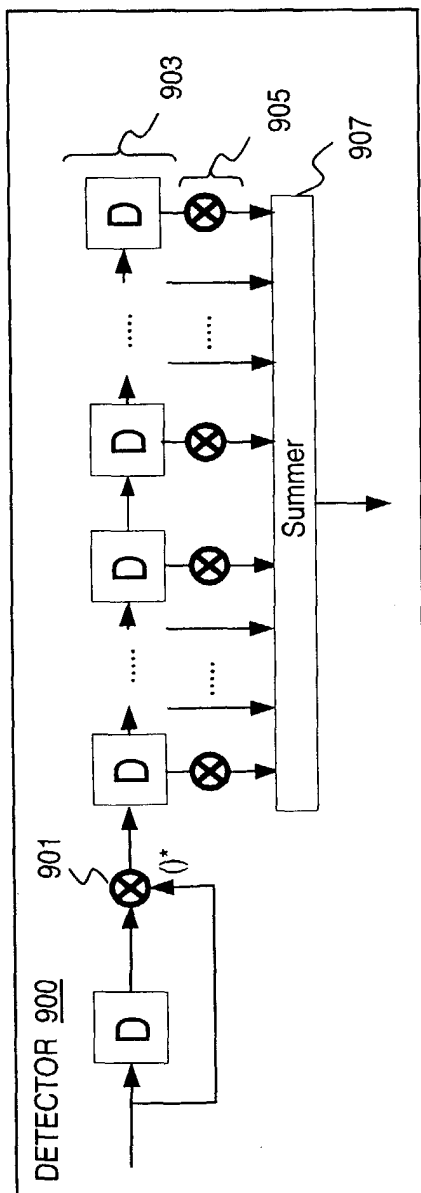 DETECTOR 900
D
901
()*
D
.....
D
D
.....
D
903
905
.....
.....
Summer
907